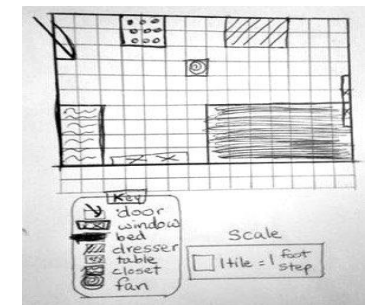 Key
door
window
bed
dresser
table
closet
fan
Scale
1 tile = 1 foot step